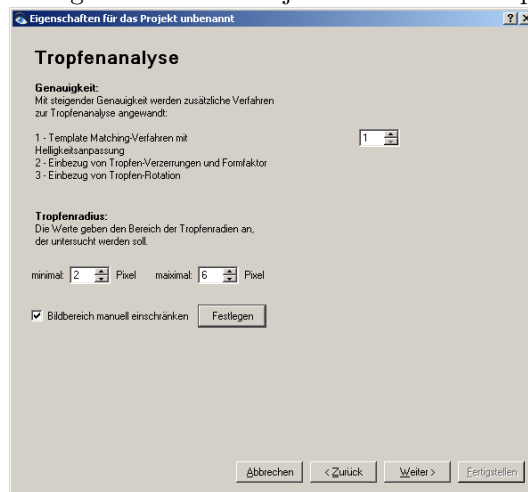 Eigenschaften für das Projekt unbenannt
Tropfenanalyse
Genauigkeit:
Mit steigender Genauigkeit werden zusätzliche Verfahren
zur Tropfenanalyse angewandt:
1 - Template Matching-Verfahren mit
Helligkeitsanpassung
1
2 - Einbezug von Tropfen-Verzerrungen und Formfaktor
3 - Einbezug von Tropfen-Rotation
Tropfenradius:
Die Werte geben den Bereich der Tropfenradien an,
der untersucht werden soll.
minimal: 2 Pixel maiximal: 6 Pixel
Bildbereich manuell einschränken Festlegen
Abbrechen < Zurück Weiter > Fertigstellen